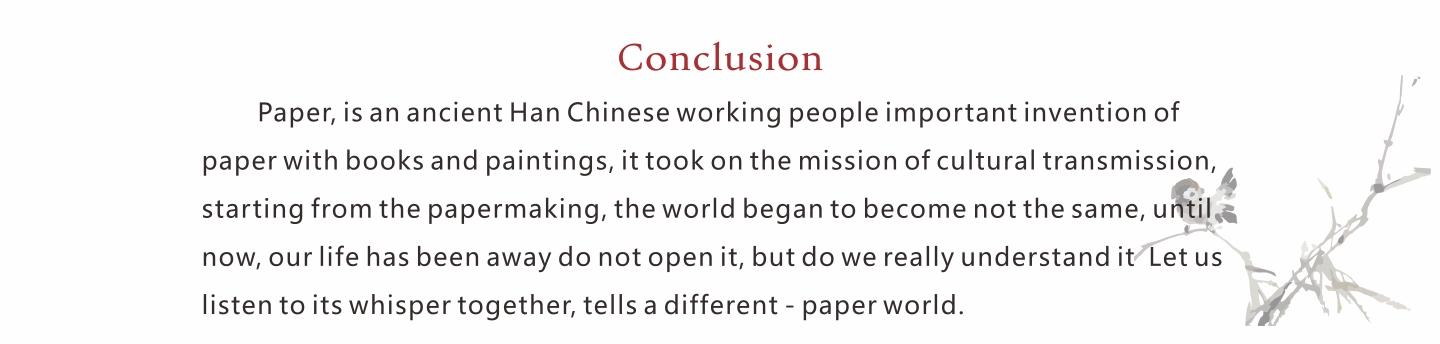 Conclusion
Paper, is an ancient Han Chinese working people important invention of
paper with books and paintings, it took on the mission of cultural transmission,
starting from the papermaking, the world began to become not the same, until
now, our life has been away do not open it, but do we really understand it Let us
listen to its whisper together, tells a different - paper world.